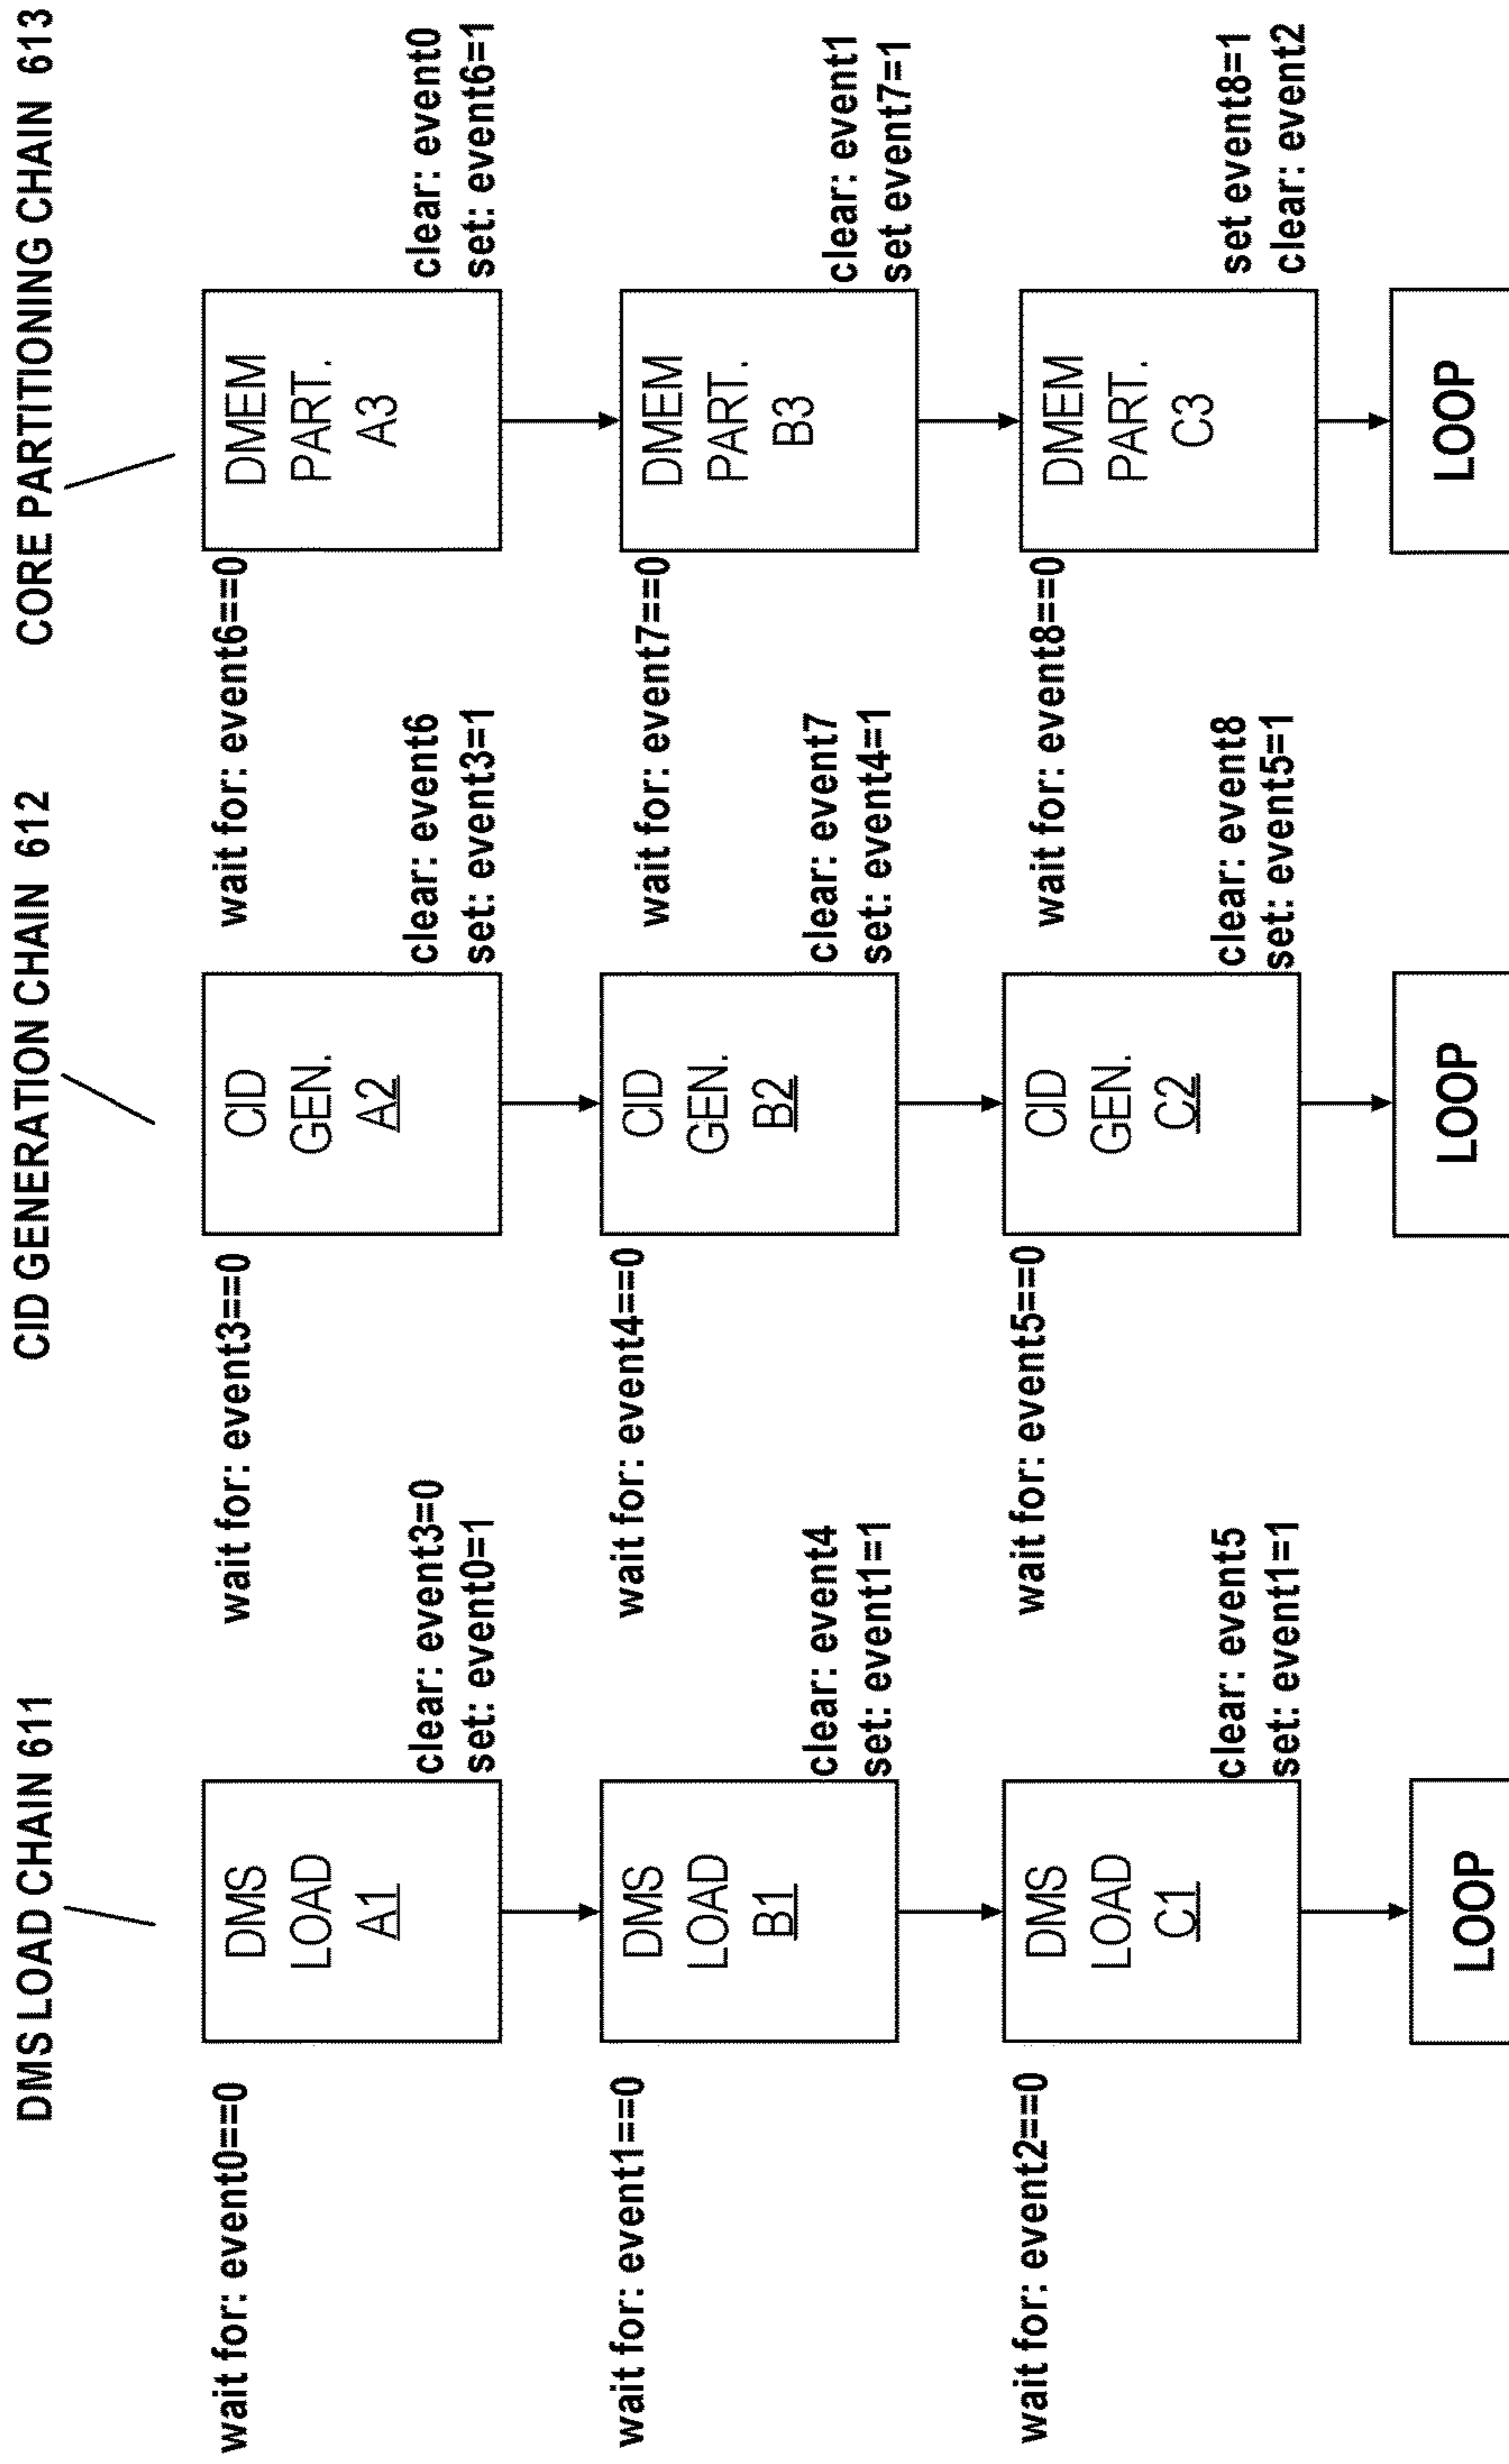 DMS LOAD CHAIN 611
wait for: event0==0
DMS
LOAD
A1
clear: event3=0
set: event0=1
wait for: event1==0
DMS
LOAD
B1
clear: event4
set: event1=1
wait for: event2==0
DMS
LOAD
C1
clear: event5
set: event1=1
LOOP
CID GENERATION CHAIN 612
wait for: event3==0
CID
GEN.
A2
clear: event6
set: event3=1
wait for: event4==0
CID
GEN.
B2
clear: event7
set: event4=1
wait for: event5==0
CID
GEN.
C2
clear: event8
set: event5=1
LOOP
CORE PARTITIONING CHAIN 613
wait for: event6==0
DMEM
PART.
A3
clear: event0
set: event6=1
wait for: event7==0
DMEM
PART.
B3
clear: event1
set event7=1
wait for: event8==0
DMEM
PART.
C3
set event8=1
clear: event2
LOOP